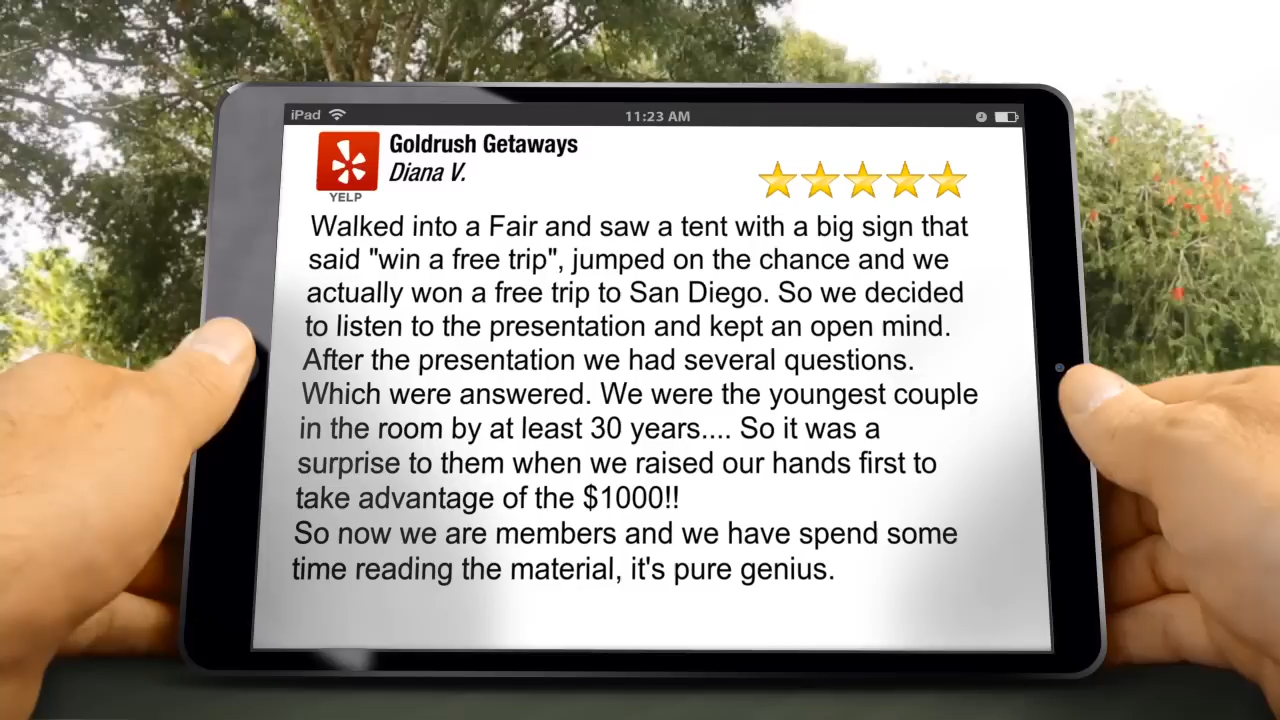 iPad
11:23 AM
Goldrush Getaways
Diana V.
YELP
Walked into a Fair and saw a tent with a big sign that
said "win a free trip", jumped on the chance and we
actually won a free trip to San Diego. So we decided
to listen to the presentation and kept an open mind.
After the presentation we had several questions.
Which were answered. We were the youngest couple
in the room by at least 30 years.... So it was a
surprise to them when we raised our hands first to
take advantage of the $1000!!
So now we are members and we have spend some
time reading the material, it's pure genius.